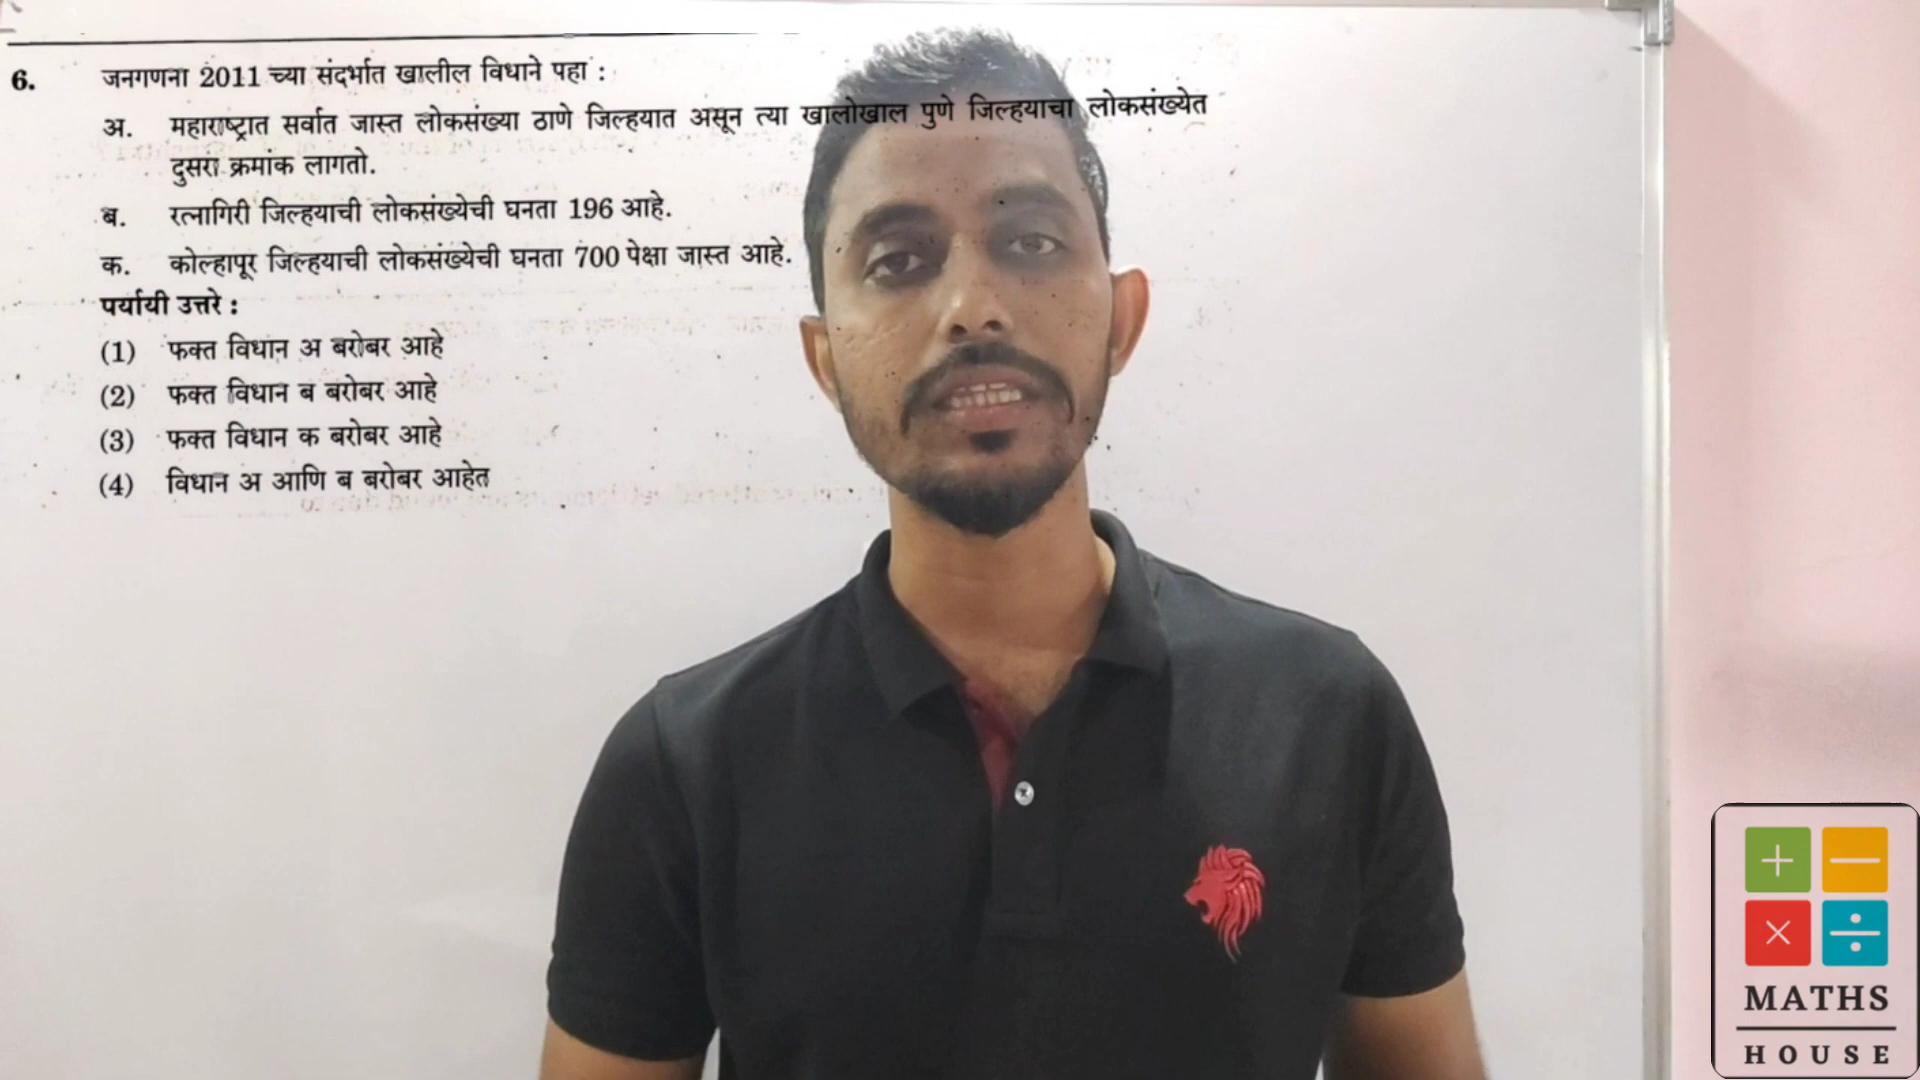 6. जनगणना 2011 च्या संदर्भात खालील विधाने पहा :
अ. महाराष्ट्रात सर्वात जास्त लोकसंख्या ठाणे जिल्हयात असून त्या खालोखाल पुणे जिल्हयाचा लोकसंख्येत
दुसरा क्रमांक लागतो.
ब. रत्नागिरी जिल्हयाची लोकसंख्येची घनता 196 आहे.
क. कोल्हापूर जिल्हयाची लोकसंख्येची घनता 700 पेक्षा जास्त आहे.
पर्यायी उत्तरे :
(1) फक्त विधान अ बरोबर आहे
(2) फक्त विधान ब बरोबर आहे
(3) फक्त विधान क बरोबर आहे
(4) विधान अ आणि ब बरोबर आहेत
MATHS
HOUSE